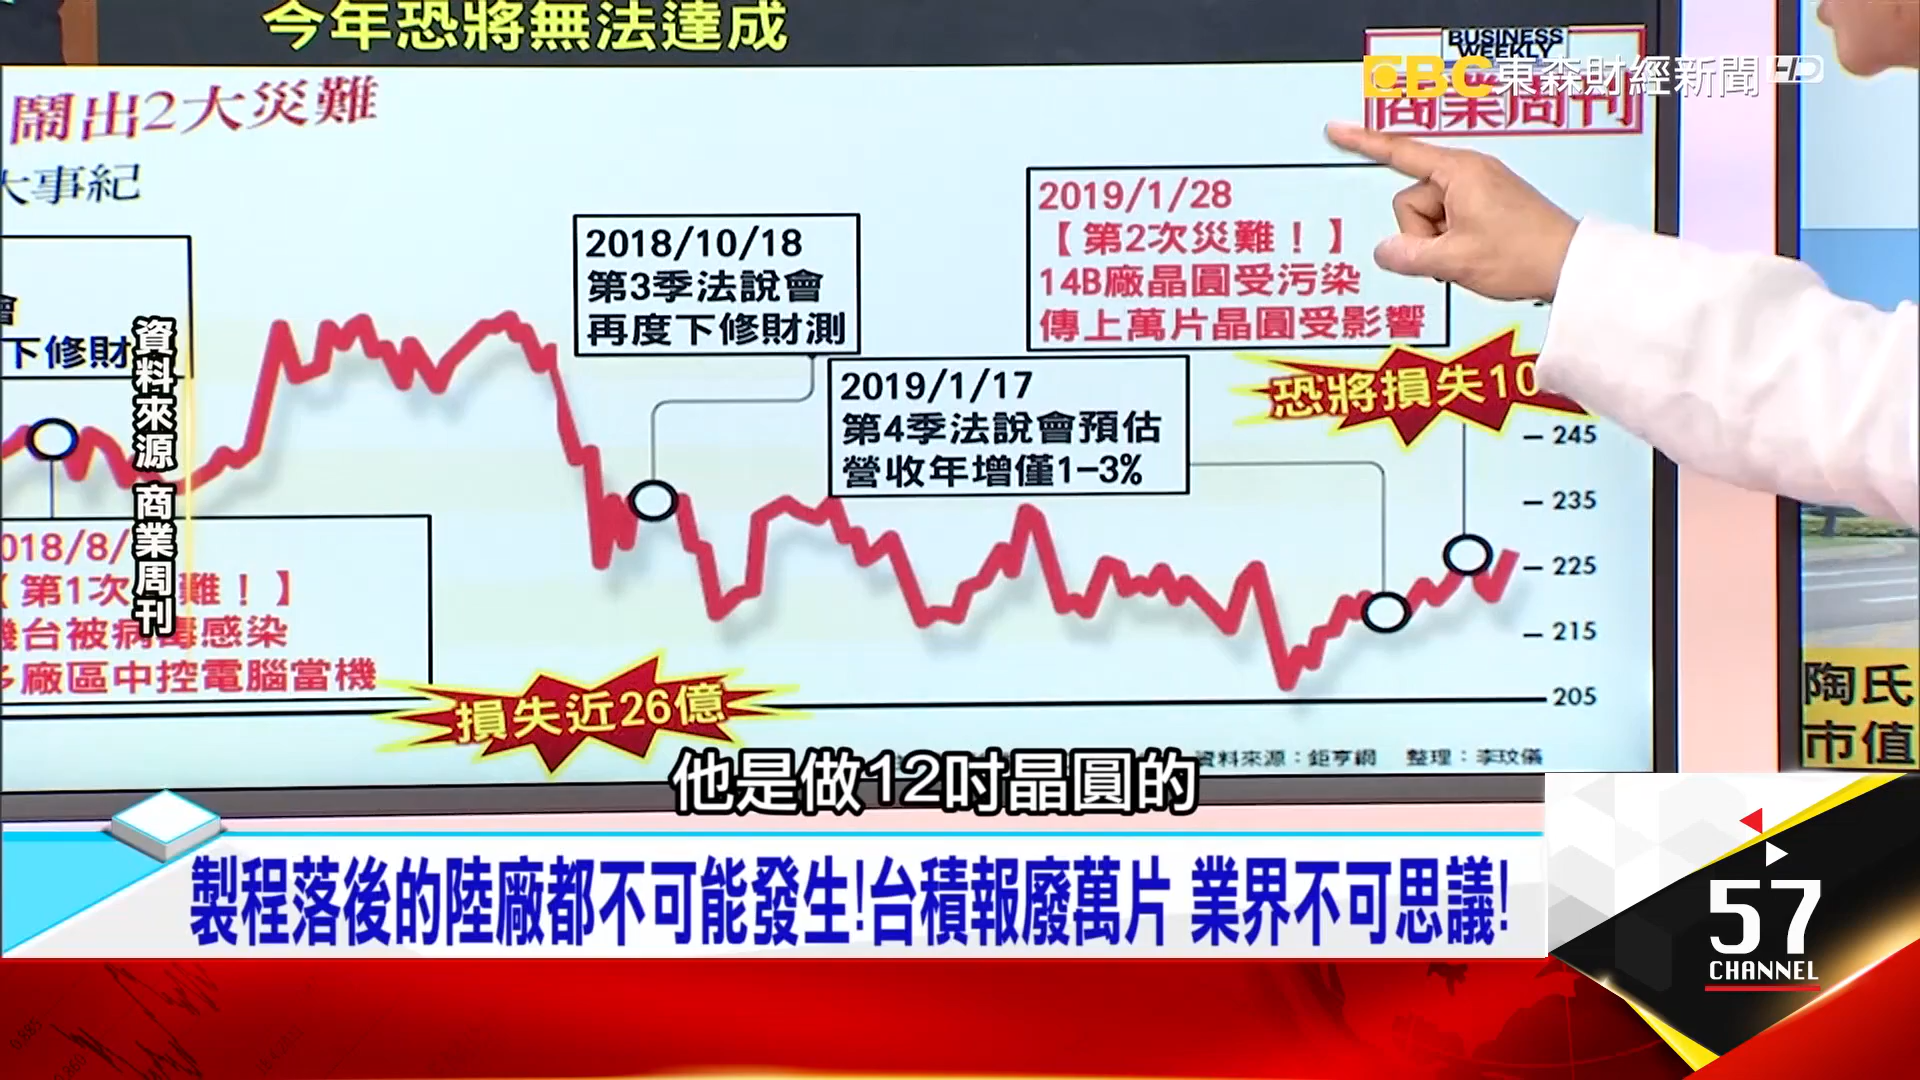 今年恐將無法達成
BUSINESS WEEKLY
商業周刊
EBC 東森財經新聞 HD
鬧出2大災難
大事紀
下修財
資料來源 商業周刊
2018/10/18
第3季法說會
再度下修財測
2019/1/28
【第2次災難！】
14B廠晶圓受污染
傳上萬片晶圓受影響
恐將損失10
2019/1/17
第4季法說會預估
營收年增僅1-3%
245
235
225
215
205
018/8/
【第1次 難！】
機台被病毒感染
多廠區中控電腦當機
損失近26億
資料來源：鉅亨網 整理：李玟儀
陶氏
市值
他是做12吋晶圓的
製程落後的陸廠都不可能發生!台積報廢萬片 業界不可思議!
57
CHANNEL